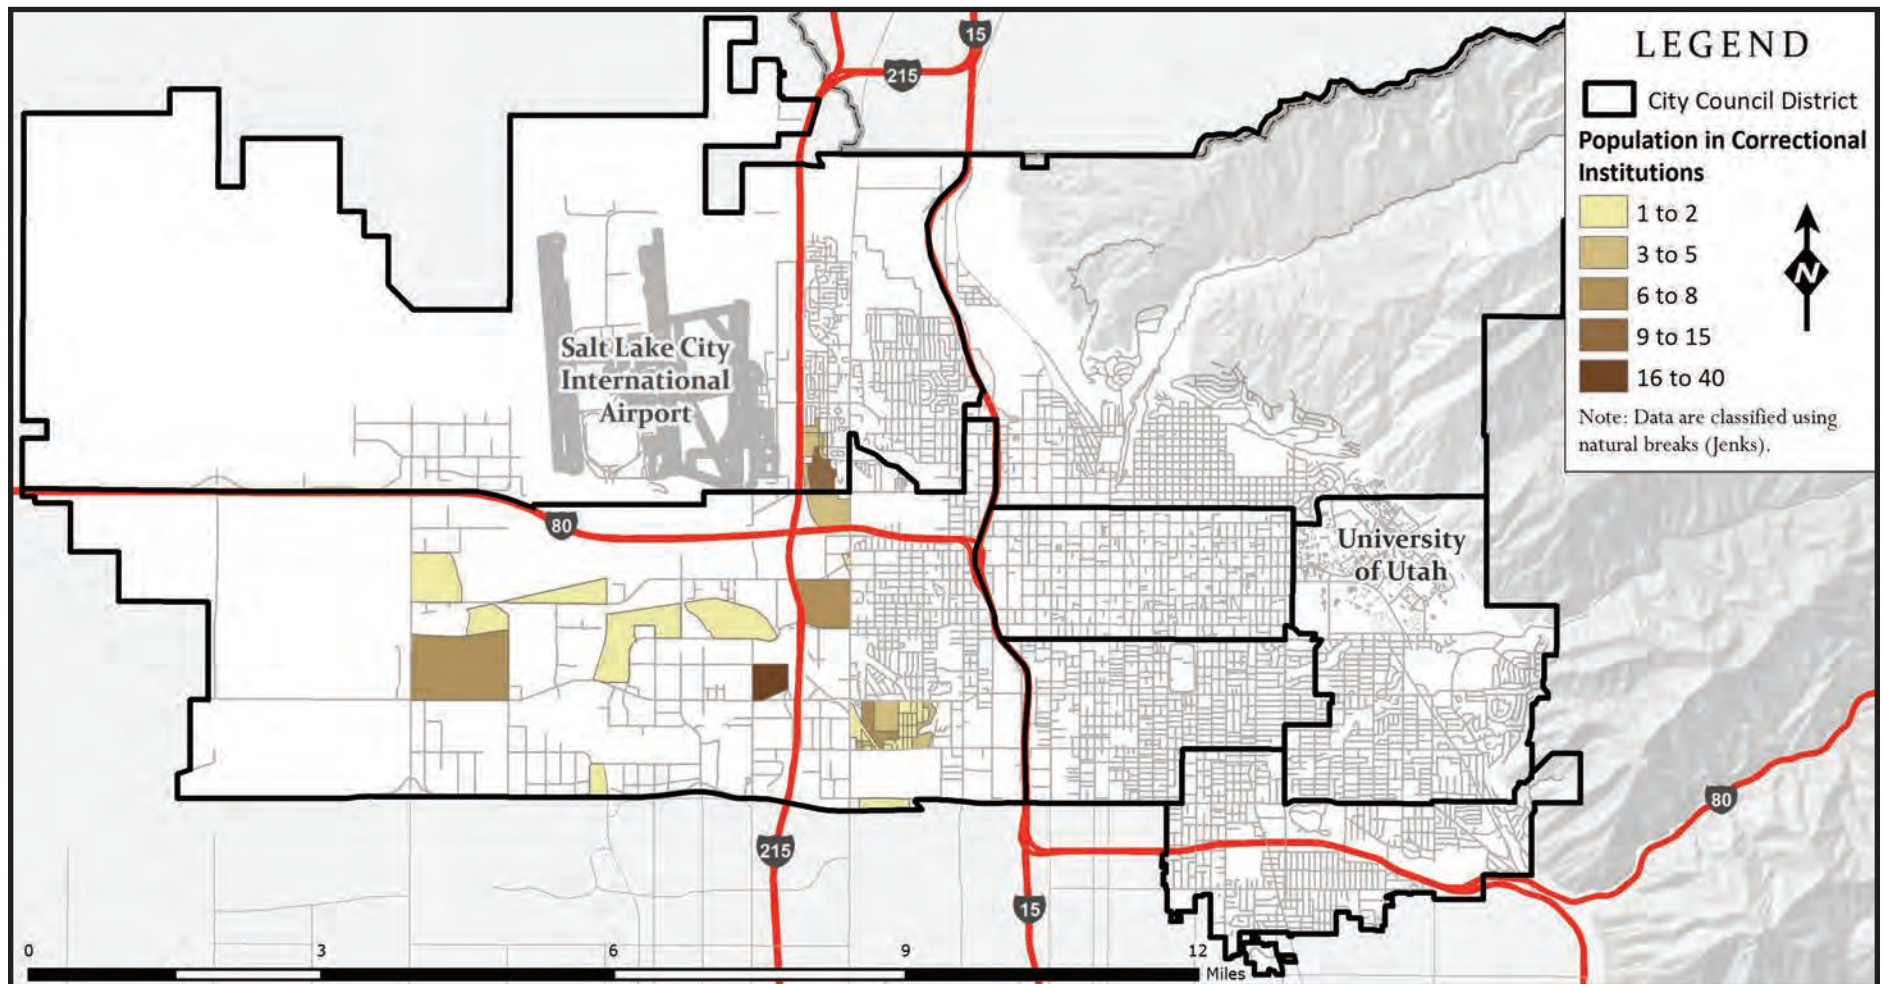 LEGEND
City Council District
Population in Correctional
Institutions
1 to 2
3 to 5
6 to 8
9 to 15
16 to 40
Note: Data are classified using
natural breaks (Jenks).
N
15
215
Salt Lake City
International
Airport
80
University
of Utah
80
215
15
0
3
6
9
12
Miles